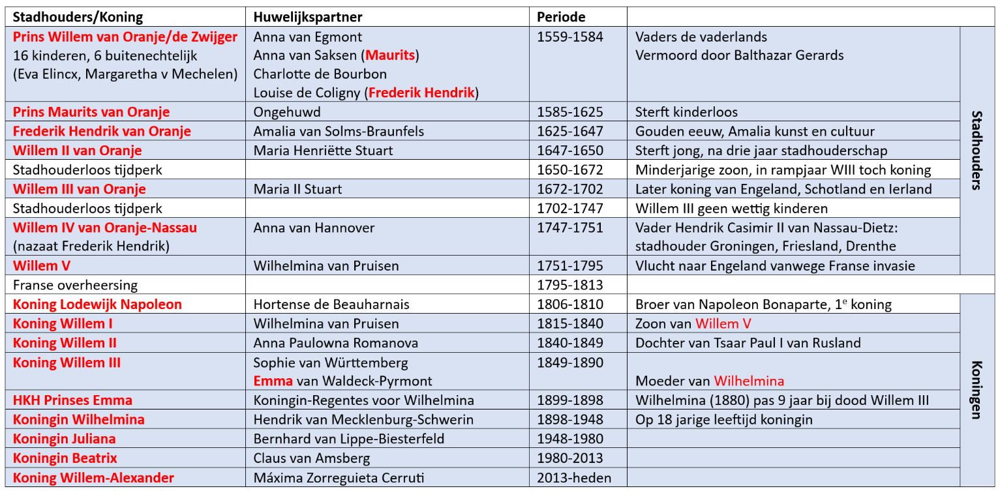 Stadhouders/Koning Huwelijkspartner Periode
Prins Willem van Oranje/de Zwijger Anna van Egmont 1559-1584 Vaders de vaderlands
16 kinderen, 6 buitenechtelijk Anna van Saksen (Maurits) Vermoord door Balthazar Gerards
(Eva Elincx, Margaretha v Mechelen) Charlotte de Bourbon
Louise de Coligny (Frederik Hendrik)
Prins Maurits van Oranje Ongehuwd 1585-1625 Sterft kinderloos
Frederik Hendrik van Oranje Amalia van Solms-Braunfels 1625-1647 Gouden eeuw, Amalia kunst en cultuur
Willem II van Oranje Maria Henriëtte Stuart 1647-1650 Sterft jong, na drie jaar stadhouderschap
Stadhouderloos tijdperk 1650-1672 Minderjarige zoon, in rampjaar WIII toch koning
Willem III van Oranje Maria II Stuart 1672-1702 Later koning van Engeland, Schotland en Ierland
Stadhouderloos tijdperk 1702-1747 Willem III geen wettig kinderen
Willem IV van Oranje-Nassau Anna van Hannover 1747-1751 Vader Hendrik Casimir II van Nassau-Dietz:
(nazaat Frederik Hendrik) stadhouder Groningen, Friesland, Drenthe
Willem V Wilhelmina van Pruisen 1751-1795 Vlucht naar Engeland vanwege Franse invasie
Stadhouders
Franse overheersing 1795-1813
Koning Lodewijk Napoleon Hortense de Beauharnais 1806-1810 Broer van Napoleon Bonaparte, 1e koning
Koning Willem I Wilhelmina van Pruisen 1815-1840 Zoon van Willem V
Koning Willem II Anna Paulowna Romanova 1840-1849 Dochter van Tsaar Paul I van Rusland
Koning Willem III Sophie van Württemberg 1849-1890
Emma van Waldeck-Pyrmont Moeder van Wilhelmina
HKH Prinses Emma Koningin-Regentes voor Wilhelmina 1899-1898 Wilhelmina (1880) pas 9 jaar bij dood Willem III
Koningin Wilhelmina Hendrik van Mecklenburg-Schwerin 1898-1948 Op 18 jarige leeftijd koningin
Koningin Juliana Bernhard van Lippe-Biesterfeld 1948-1980
Koningin Beatrix Claus van Amsberg 1980-2013
Koning Willem-Alexander Máxima Zorreguieta Cerruti 2013-heden
Koningen